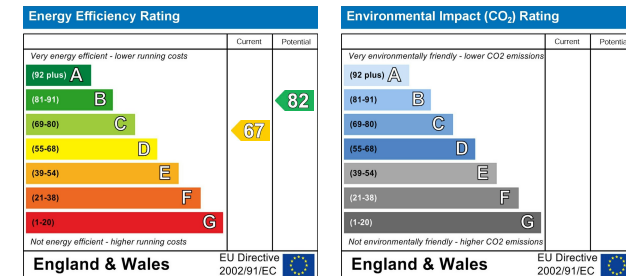 Energy Efficiency Rating
Current Potential
Very energy efficient - lower running costs
(92 plus) A
(81-91) B
82
(69-80) C
67
(55-68) D
(39-54) E
(21-38) F
(1-20) G
Not energy efficient - higher running costs
England & Wales
EU Directive
2002/91/EC
Environmental Impact (CO₂) Rating
Current Potential
Very environmentally friendly - lower CO2 emissions
(92 plus) A
(81-91) B
(69-80) C
(55-68) D
(39-54) E
(21-38) F
(1-20) G
Not environmentally friendly - higher CO2 emissions
England & Wales
EU Directive
2002/91/EC